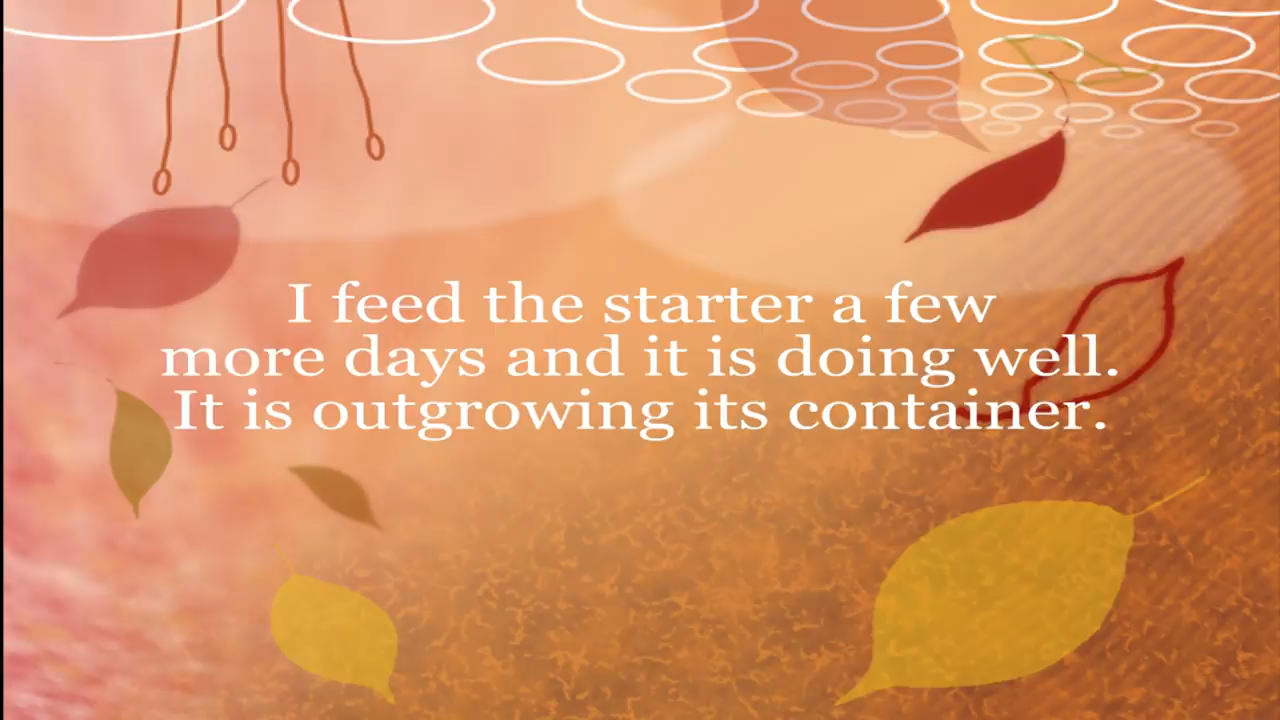 I feed the starter a few
more days and it is doing well.
It is outgrowing its container.